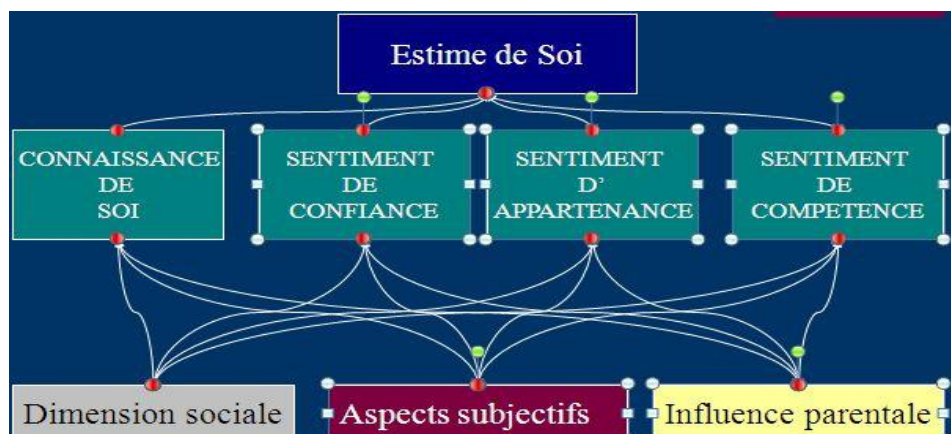 Estime de Soi
CONNAISSANCE
DE
SOI
SENTIMENT
DE
CONFIANCE
SENTIMENT
D'
APPARTENANCE
SENTIMENT
DE
COMPETENCE
Dimension sociale
Aspects subjectifs
Influence parentale